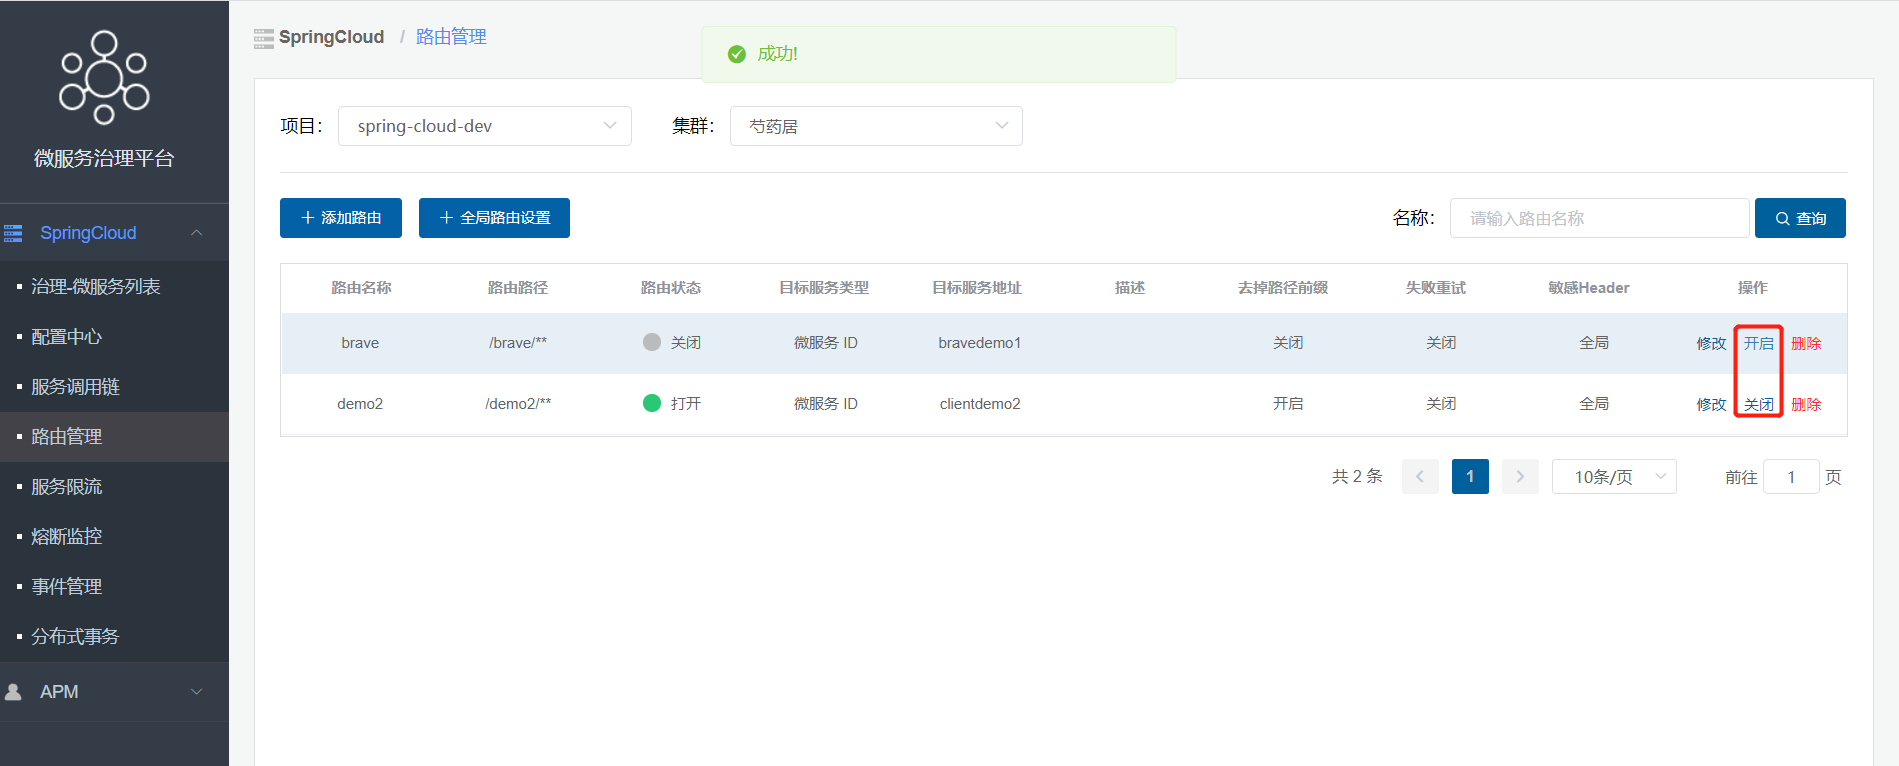 微服务治理平台
SpringCloud
治理-微服务列表
配置中心
服务调用链
路由管理
服务限流
熔断监控
事件管理
分布式事务
APM
SpringCloud / 路由管理
成功!
项目： spring-cloud-dev 集群： 芍药居
添加路由 全局路由设置 名称： 请输入路由名称 查询
路由名称 路由路径 路由状态 目标服务类型 目标服务地址 描述 去掉路径前缀 失败重试 敏感Header 操作
brave /brave/** 关闭 微服务 ID bravedemo1 关闭 关闭 全局 修改 开启 删除
demo2 /demo2/** 打开 微服务 ID clientdemo2 开启 关闭 全局 修改 关闭 删除
共 2 条 1 10条/页 前往 1 页